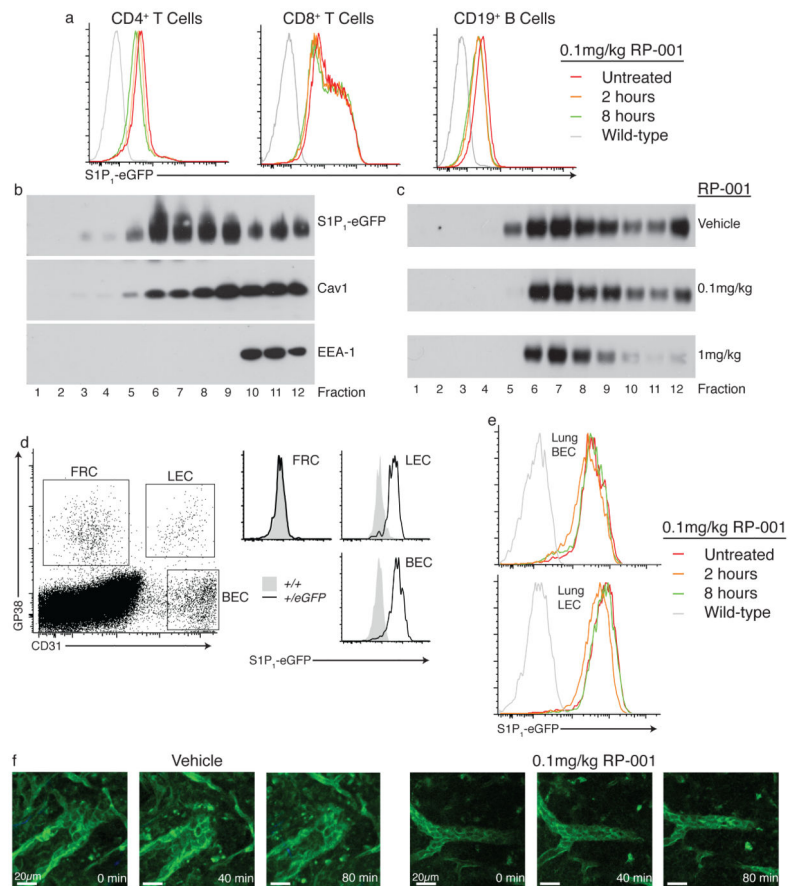 a
CD4⁺ T Cells
CD8⁺ T Cells
CD19⁺ B Cells
0.1mg/kg RP-001
Untreated
2 hours
8 hours
Wild-type
S1P₁-eGFP
b
S1P₁-eGFP
Cav1
EEA-1
1 2 3 4 5 6 7 8 9 10 11 12 Fraction
c
RP-001
Vehicle
0.1mg/kg
1mg/kg
1 2 3 4 5 6 7 8 9 10 11 12 Fraction
d
FRC
LEC
BEC
GP38
CD31
FRC
LEC
BEC
+/+
+/eGFP
S1P₁-eGFP
e
Lung
BEC
Lung
LEC
S1P₁-eGFP
0.1mg/kg RP-001
Untreated
2 hours
8 hours
Wild-type
f
Vehicle
20µm
0 min
40 min
80 min
0.1mg/kg RP-001
20µm
0 min
40 min
80 min